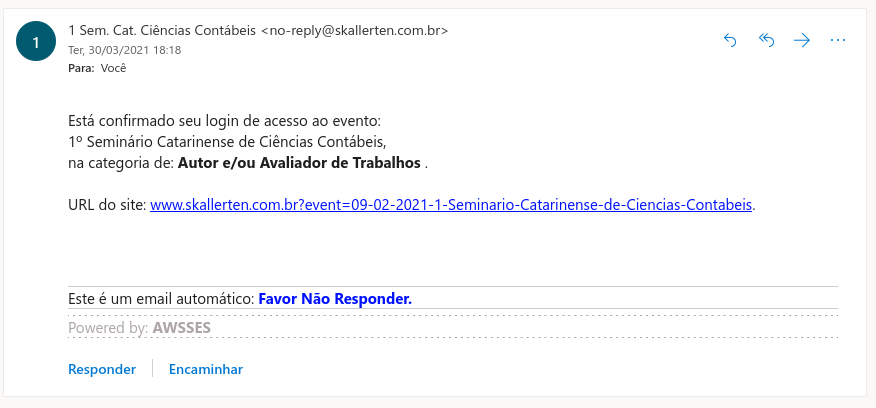 1
1 Sem. Cat. Ciências Contábeis <no-reply@skallerten.com.br>
Ter, 30/03/2021 18:18
Para: Você
Está confirmado seu login de acesso ao evento:
1º Seminário Catarinense de Ciências Contábeis,
na categoria de: Autor e/ou Avaliador de Trabalhos .
URL do site: www.skallerten.com.br?event=09-02-2021-1-Seminario-Catarinense-de-Ciencias-Contabeis.
Este é um email automático: Favor Não Responder.
Powered by: AWSSES
Responder
Encaminhar